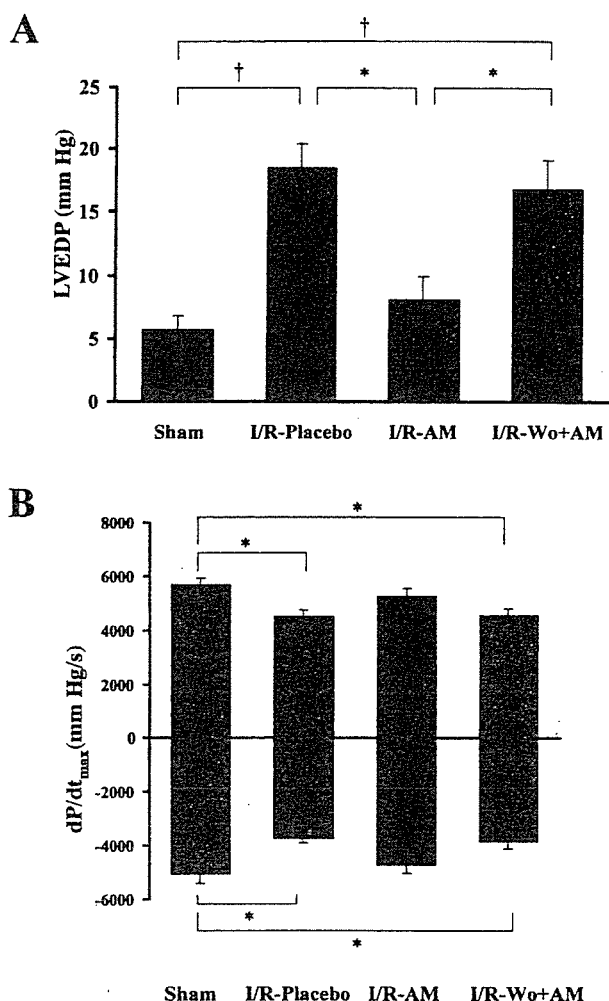 A
†
† * *
25
20
15
10
5
0
LVEDP (mm Hg)
Sham I/R-Placebo I/R-AM I/R-Wo+AM
B
*
*
8000
6000
4000
2000
0
-2000
-4000
-6000
dP/dtmax(mm Hg/s)
*
*
Sham I/R-Placebo I/R-AM I/R-Wo+AM